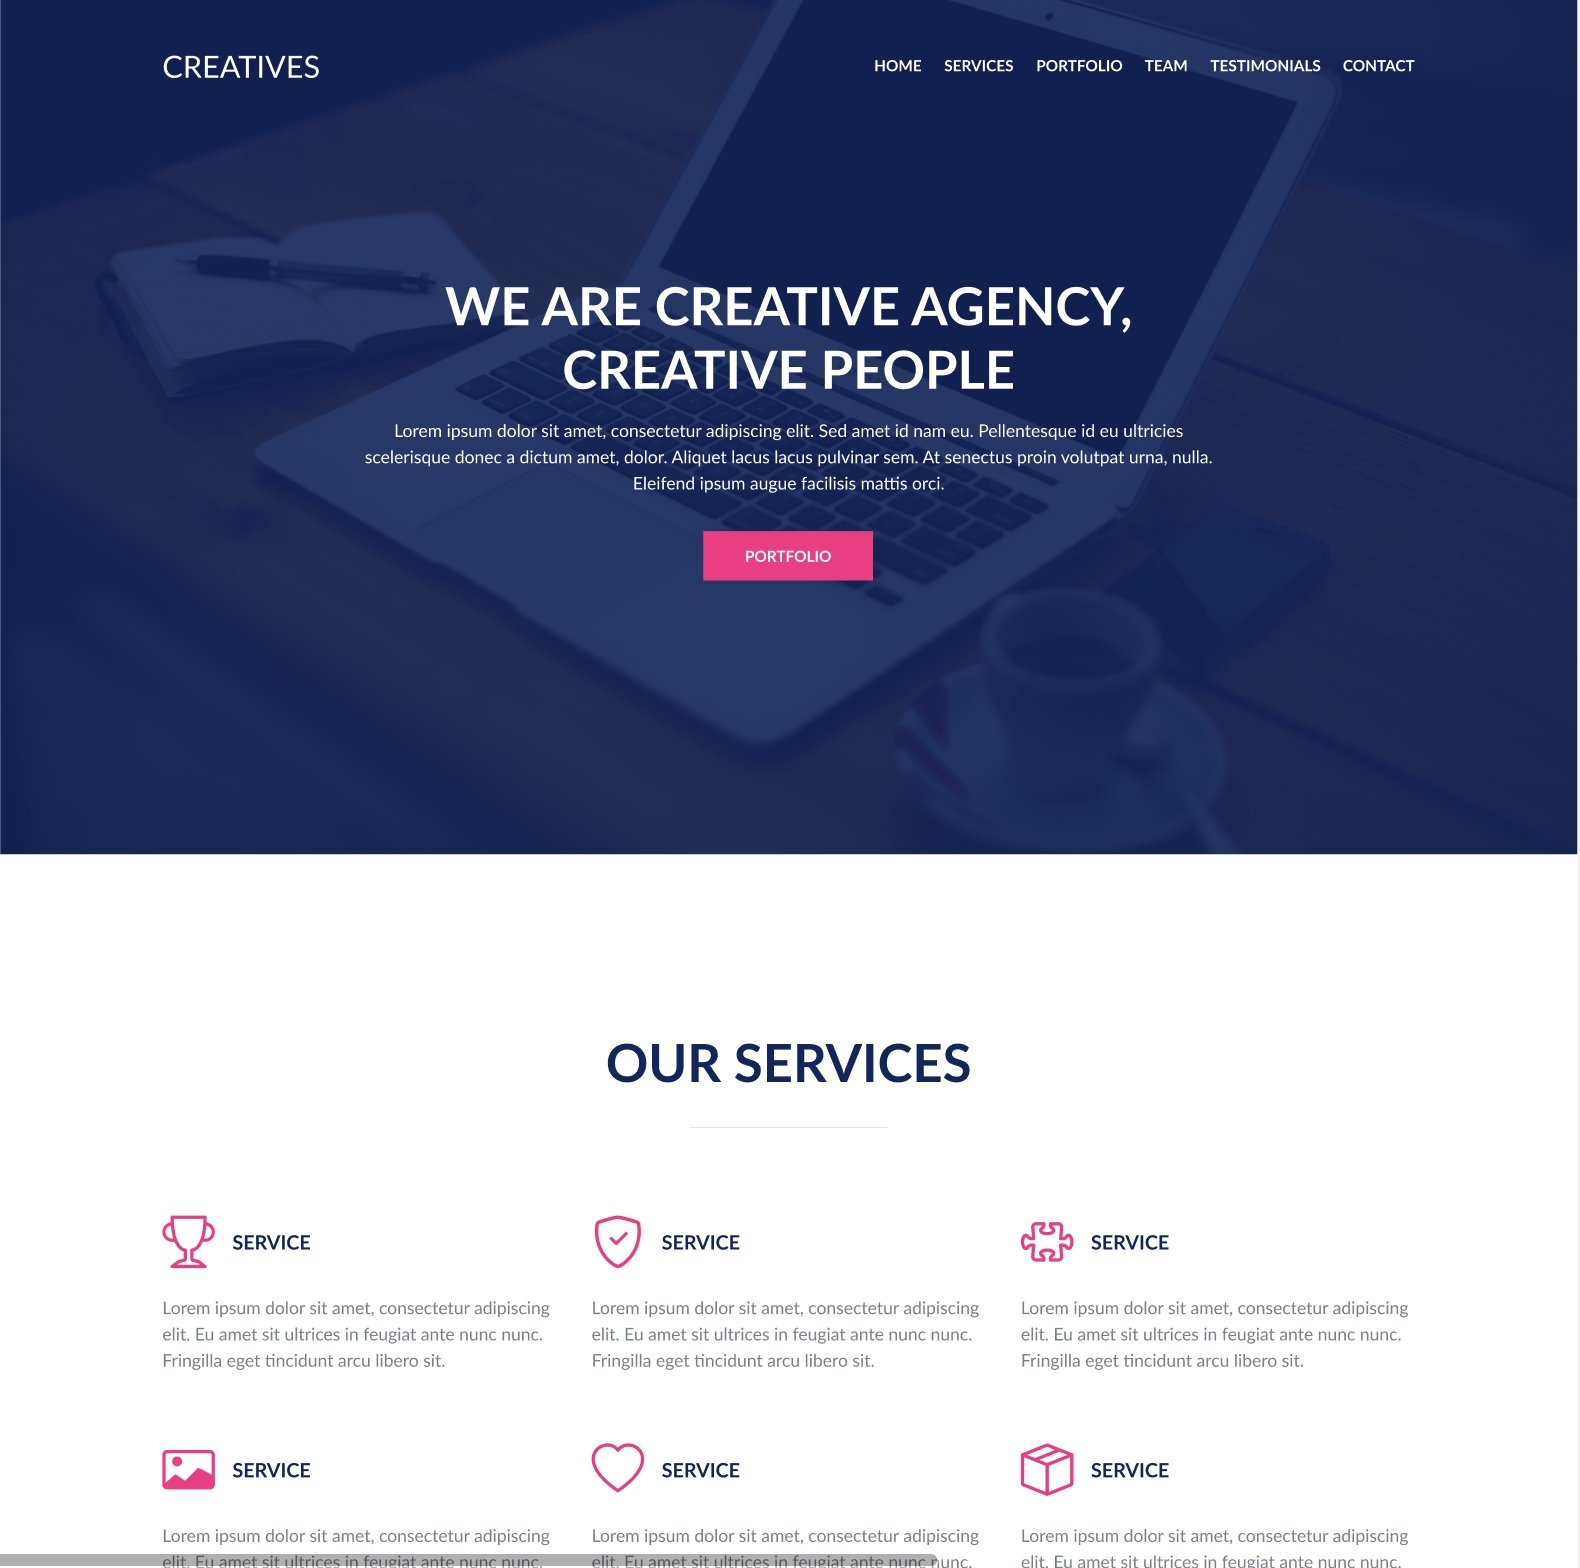 CREATIVES
HOME SERVICES PORTFOLIO TEAM TESTIMONIALS CONTACT
WE ARE CREATIVE AGENCY,
CREATIVE PEOPLE
Lorem ipsum dolor sit amet, consectetur adipiscing elit. Sed amet id nam eu. Pellentesque id eu ultricies
scelerisque donec a dictum amet, dolor. Aliquet lacus lacus pulvinar sem. At senectus proin volutpat urna, nulla.
Eleifend ipsum augue facilisis mattis orci.
PORTFOLIO
OUR SERVICES
SERVICE
Lorem ipsum dolor sit amet, consectetur adipiscing
elit. Eu amet sit ultrices in feugiat ante nunc nunc.
Fringilla eget tincidunt arcu libero sit.
SERVICE
Lorem ipsum dolor sit amet, consectetur adipiscing
elit. Eu amet sit ultrices in feugiat ante nunc nunc.
Fringilla eget tincidunt arcu libero sit.
SERVICE
Lorem ipsum dolor sit amet, consectetur adipiscing
elit. Eu amet sit ultrices in feugiat ante nunc nunc.
Fringilla eget tincidunt arcu libero sit.
SERVICE
Lorem ipsum dolor sit amet, consectetur adipiscing
elit. Eu amet sit ultrices in feugiat ante nunc nunc.
SERVICE
Lorem ipsum dolor sit amet, consectetur adipiscing
elit. Eu amet sit ultrices in feugiat ante nunc nunc.
SERVICE
Lorem ipsum dolor sit amet, consectetur adipiscing
elit. Eu amet sit ultrices in feugiat ante nunc nunc.